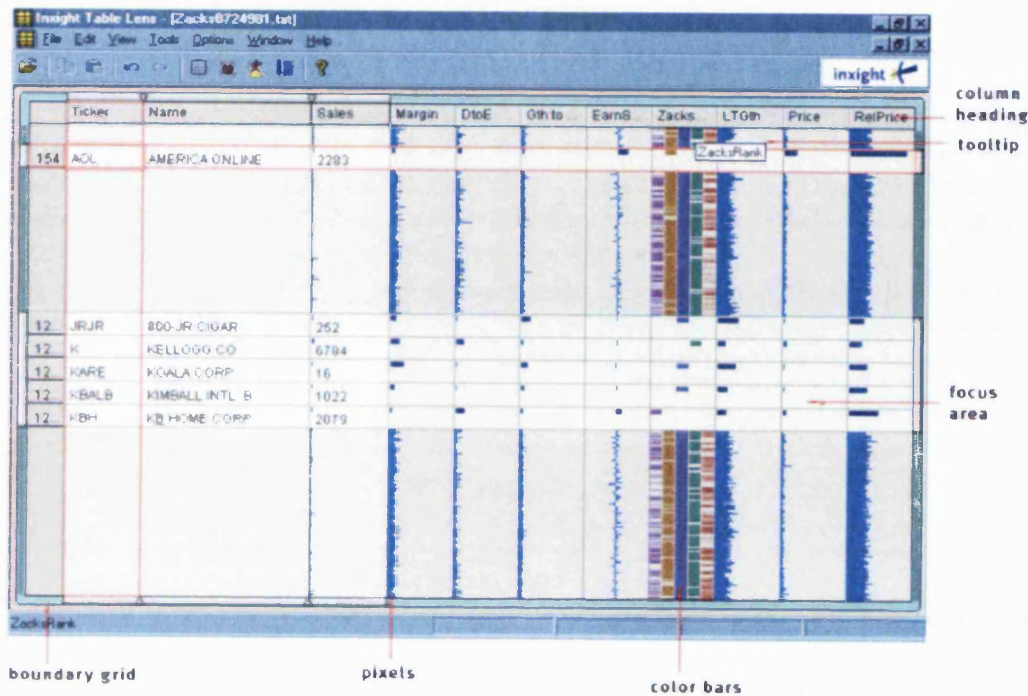 Inxight Table Lens - [Zacks0724981.txt]
File Edit View Tools Options Window Help
inxight
column heading
Ticker Name Sales Margin DtoE Gth to ... EarnS... Zacks... LTGth Price RelPrice
tooltip
154 AOL AMERICA ONLINE 2283
ZacksRank
12... JRJR 800-JR CIGAR 252
12... K KELLOGG CO 6784
12... KARE KOALA CORP 16
12... KBALB KIMBALL INTL B 1022
12... KBH KB HOME CORP 2079
focus area
ZacksRank
boundary grid
pixels
color bars